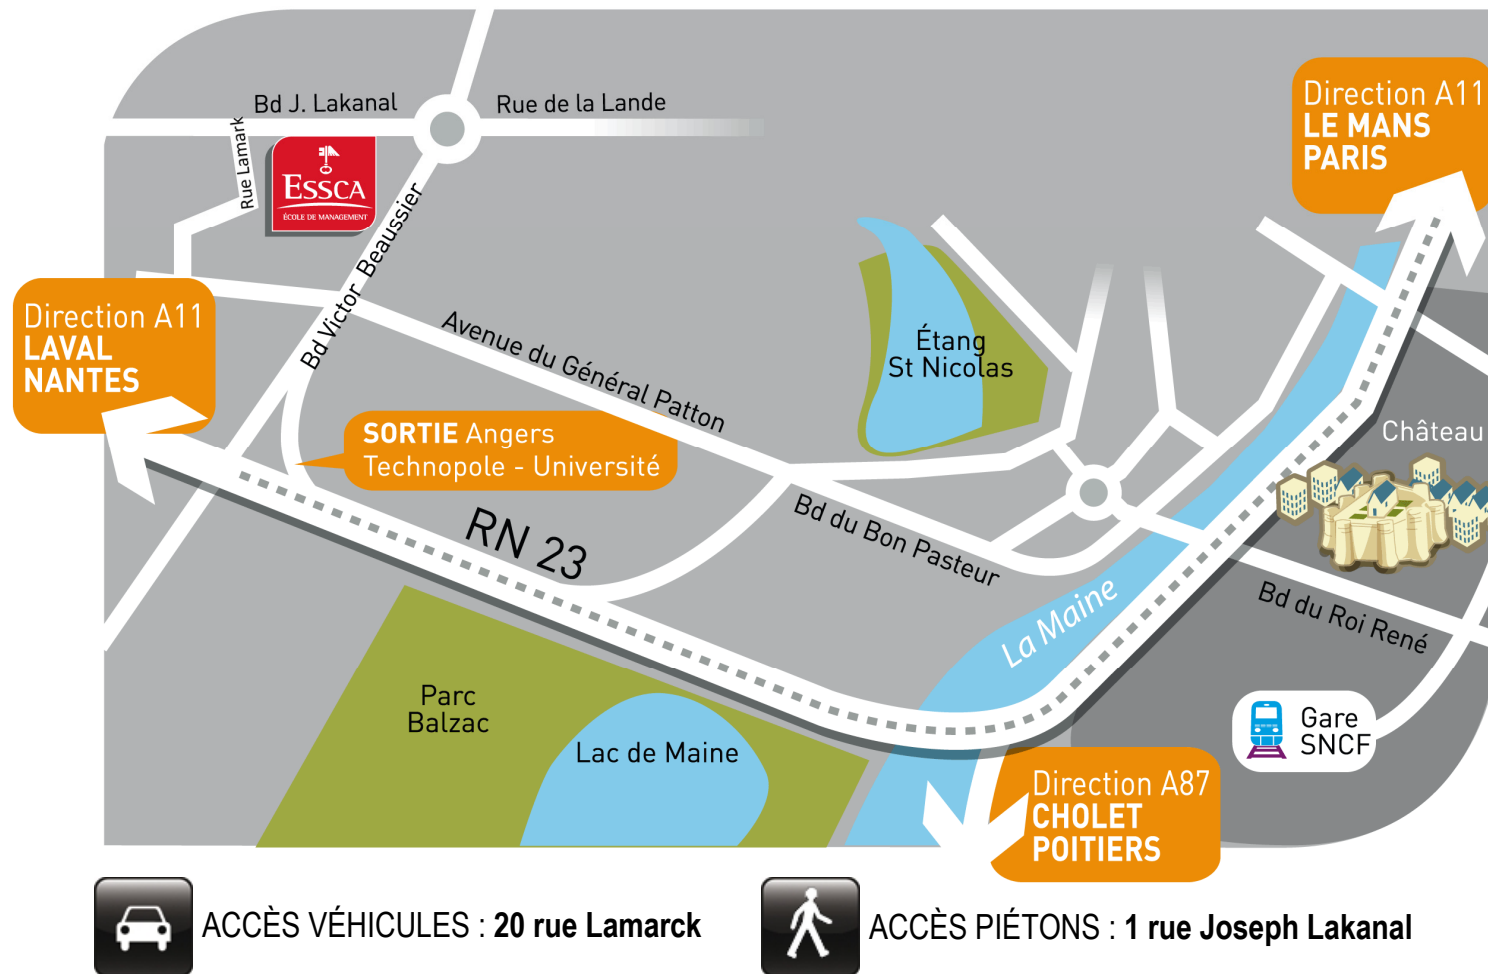 Bd J. Lakanal
Rue de la Lande
Rue Lamark
ESSCA
ÉCOLE DE MANAGEMENT
Bd Victor Beaussier
Direction A11
LE MANS
PARIS
Direction A11
LAVAL
NANTES
Avenue du Général Patton
Étang
St Nicolas
SORTIE Angers
Technopole - Université
Château
RN 23
Bd du Bon Pasteur
La Maine
Bd du Roi René
Parc
Balzac
Lac de Maine
Gare
SNCF
Direction A87
CHOLET
POITIERS
ACCÈS VÉHICULES : 20 rue Lamarck
ACCÈS PIÉTONS : 1 rue Joseph Lakanal